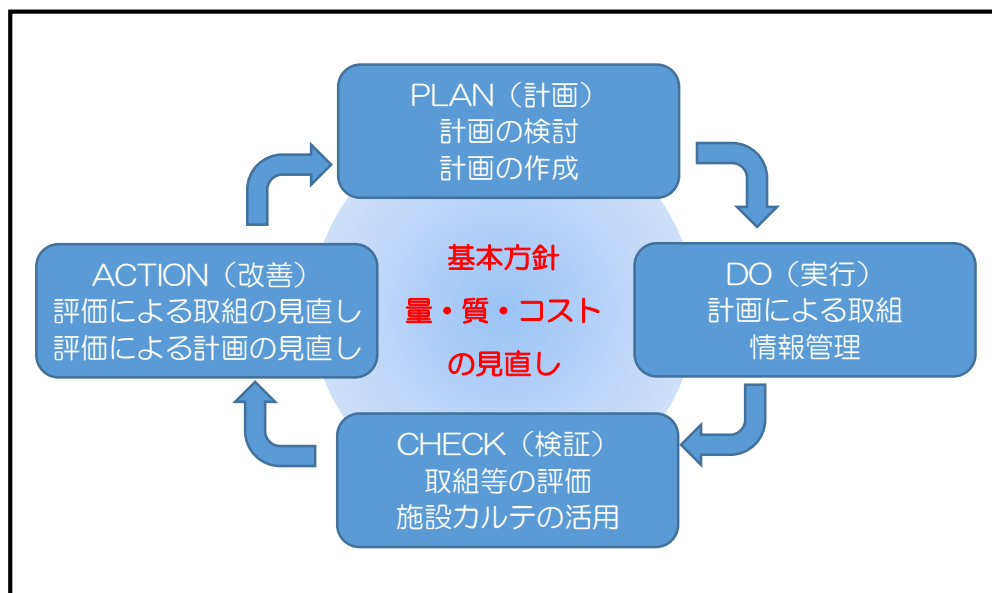 PLAN（計画）
計画の検討
計画の作成
ACTION（改善）
評価による取組の見直し
評価による計画の見直し
基本方針
量・質・コスト
の見直し
DO（実行）
計画による取組
情報管理
CHECK（検証）
取組等の評価
施設カルテの活用